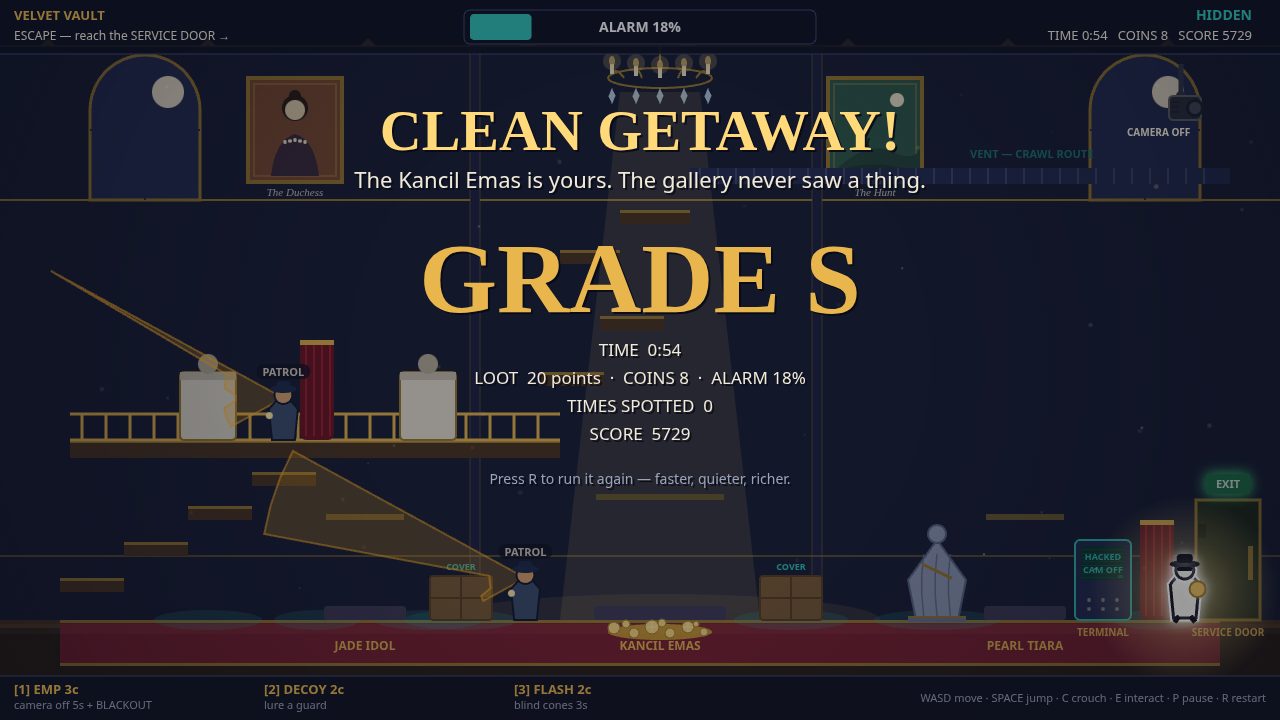 VELVET VAULT
ESCAPE — reach the SERVICE DOOR →
ALARM 18%
HIDDEN
TIME 0:54 COINS 8 SCORE 5729
CLEAN GETAWAY!
CAMERA OFF
VENT — CRAWL ROUTE
The Kancil Emas is yours. The gallery never saw a thing.
The Duchess
The Hunt
GRADE S
TIME 0:54
LOOT 20 points · COINS 8 · ALARM 18%
TIMES SPOTTED 0
SCORE 5729
PATROL
Press R to run it again — faster, quieter, richer.
EXIT
PATROL
COVER
COVER
HACKED
CAM OFF
TERMINAL
SERVICE DOOR
JADE IDOL
KANCIL EMAS
PEARL TIARA
[1] EMP 3c
camera off 5s + BLACKOUT
[2] DECOY 2c
lure a guard
[3] FLASH 2c
blind cones 3s
WASD move · SPACE jump · C crouch · E interact · P pause · R restart